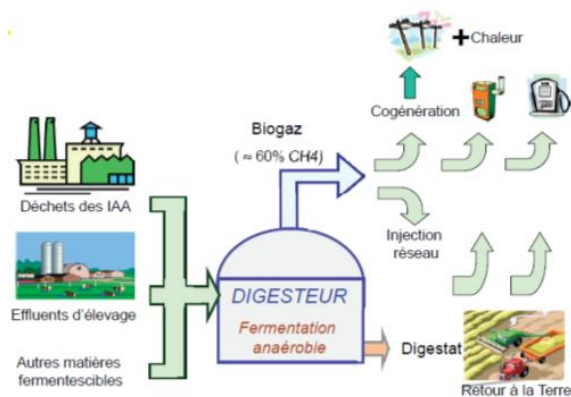 +Chaleur
Cogénération
Biogaz
( ≈ 60% CH4)
Déchets des IAA
Injection
réseau
Effluents d'élevage
DIGESTEUR
Fermentation
anaérobie
Digestat
Autres matières
fermentescibles
Retour à la Terre